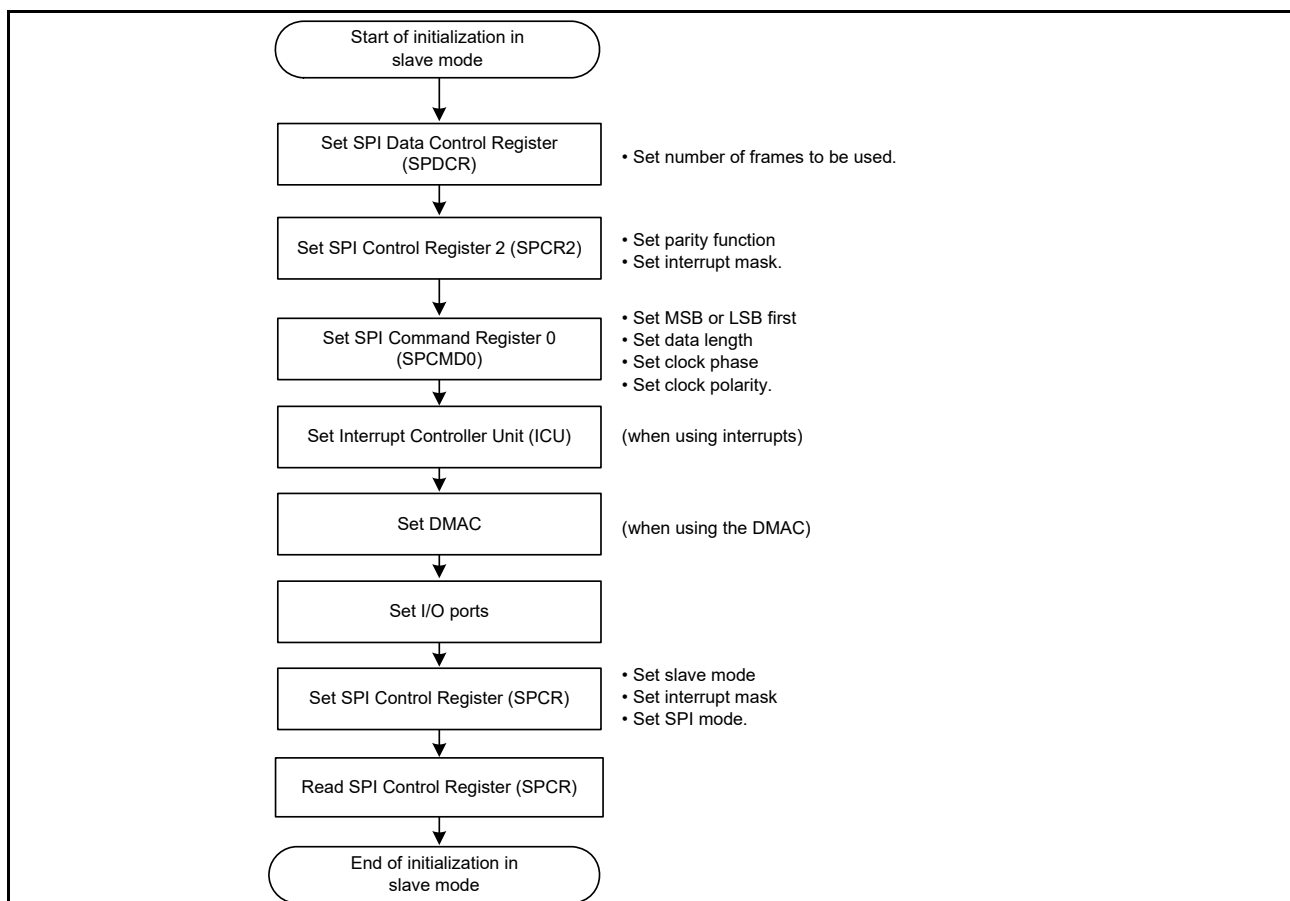 Start of initialization in
slave mode
Set SPI Data Control Register
(SPDCR)
• Set number of frames to be used.
Set SPI Control Register 2 (SPCR2)
• Set parity function
• Set interrupt mask.
Set SPI Command Register 0
(SPCMD0)
• Set MSB or LSB first
• Set data length
• Set clock phase
• Set clock polarity.
Set Interrupt Controller Unit (ICU)
(when using interrupts)
Set DMAC
(when using the DMAC)
Set I/O ports
Set SPI Control Register (SPCR)
• Set slave mode
• Set interrupt mask
• Set SPI mode.
Read SPI Control Register (SPCR)
End of initialization in
slave mode